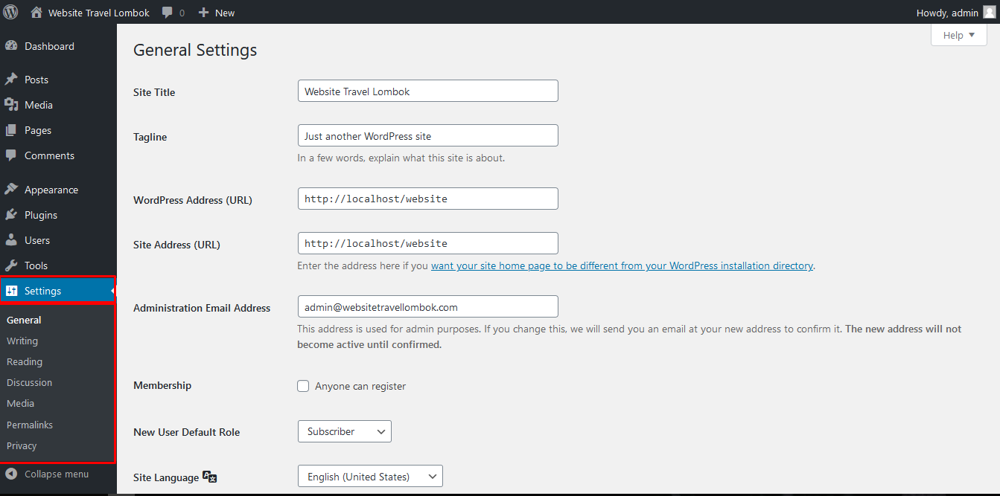 Website Travel Lombok 0 New Howdy, admin
Help
Dashboard
Posts
Media
Pages
Comments
Appearance
Plugins
Users
Tools
Settings
General
Writing
Reading
Discussion
Media
Permalinks
Privacy
Collapse menu
General Settings
Site Title Website Travel Lombok
Tagline Just another WordPress site
In a few words, explain what this site is about.
WordPress Address (URL) http://localhost/website
Site Address (URL) http://localhost/website
Enter the address here if you want your site home page to be different from your WordPress installation directory.
Administration Email Address admin@websitetravellombok.com
This address is used for admin purposes. If you change this, we will send you an email at your new address to confirm it. The new address will not
become active until confirmed.
Membership Anyone can register
New User Default Role Subscriber
Site Language English (United States)